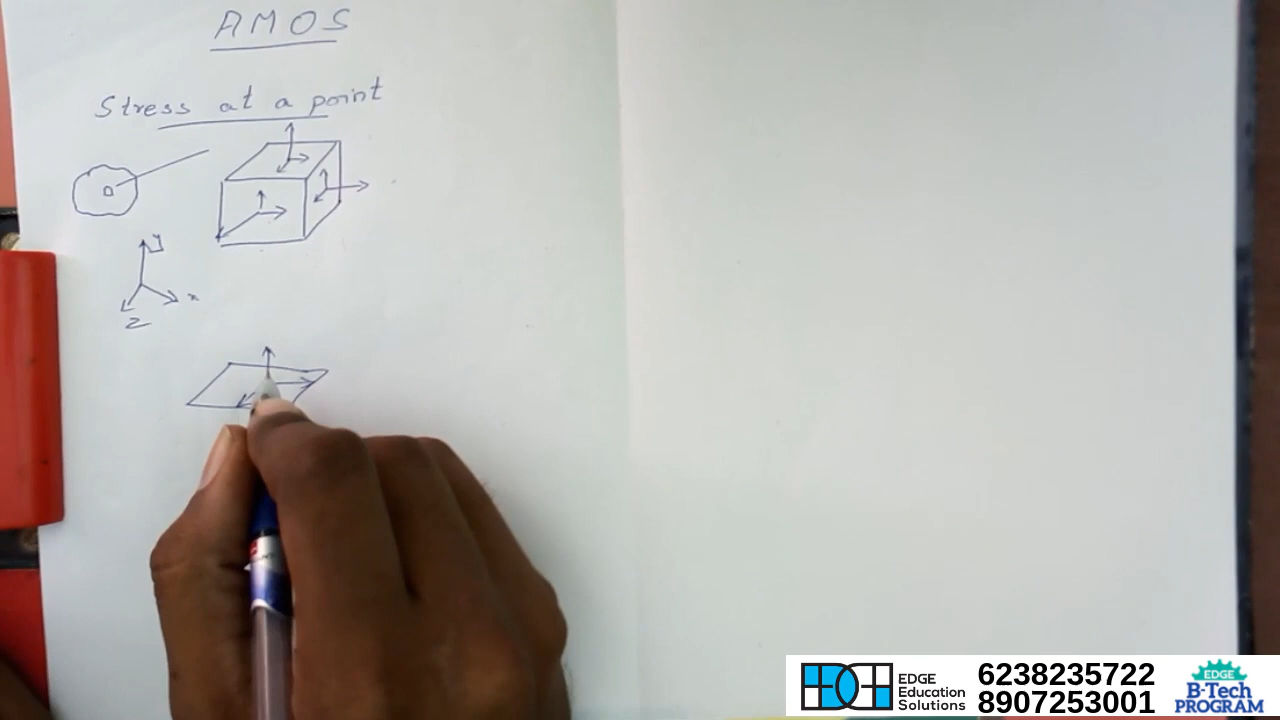 AMOS
Stress at a point
y
x
z
EDGE
Education
Solutions
6238235722
8907253001
EDGE
B-Tech
PROGRAM